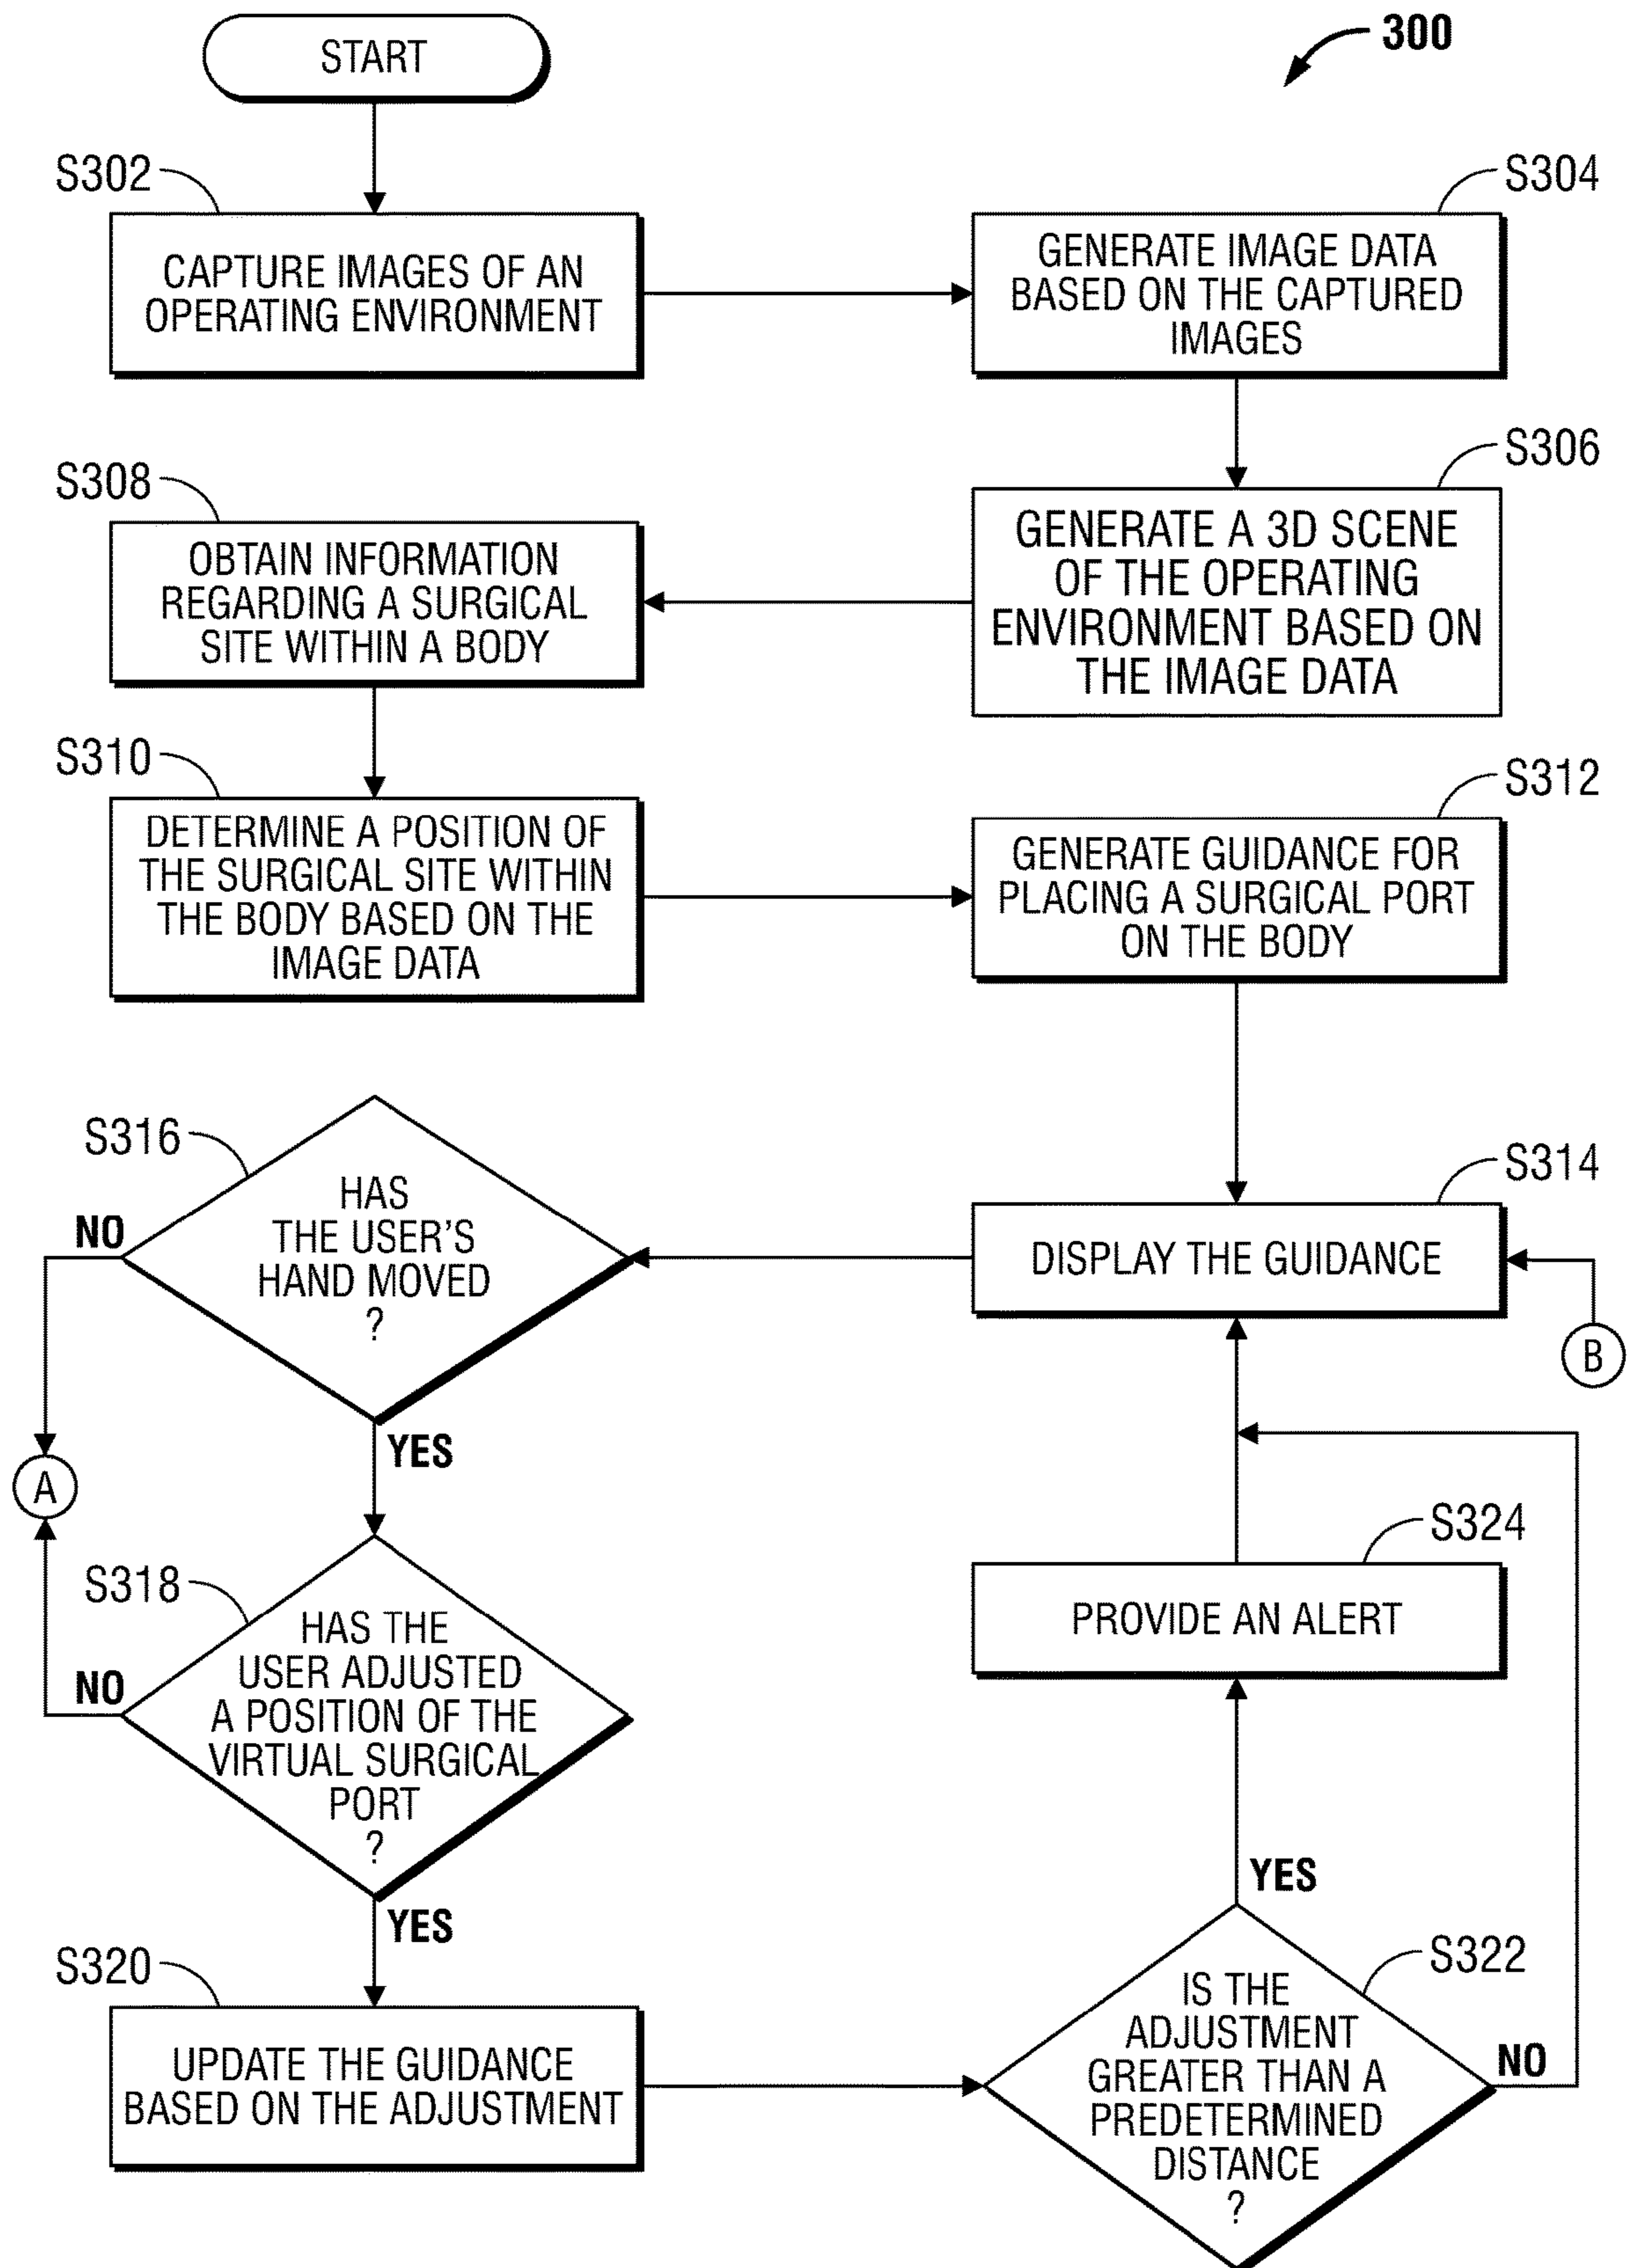 START
300
S302
CAPTURE IMAGES OF AN
OPERATING ENVIRONMENT
S304
GENERATE IMAGE DATA
BASED ON THE CAPTURED
IMAGES
S306
GENERATE A 3D SCENE
OF THE OPERATING
ENVIRONMENT BASED ON
THE IMAGE DATA
S308
OBTAIN INFORMATION
REGARDING A SURGICAL
SITE WITHIN A BODY
S310
DETERMINE A POSITION OF
THE SURGICAL SITE WITHIN
THE BODY BASED ON THE
IMAGE DATA
S312
GENERATE GUIDANCE FOR
PLACING A SURGICAL PORT
ON THE BODY
S314
DISPLAY THE GUIDANCE
B
S316
HAS
THE USER'S
HAND MOVED
?
NO
YES
A
S318
HAS THE
USER ADJUSTED
A POSITION OF THE
VIRTUAL SURGICAL
PORT
?
NO
YES
S320
UPDATE THE GUIDANCE
BASED ON THE ADJUSTMENT
S322
IS THE
ADJUSTMENT
GREATER THAN A
PREDETERMINED
DISTANCE
?
NO
YES
S324
PROVIDE AN ALERT